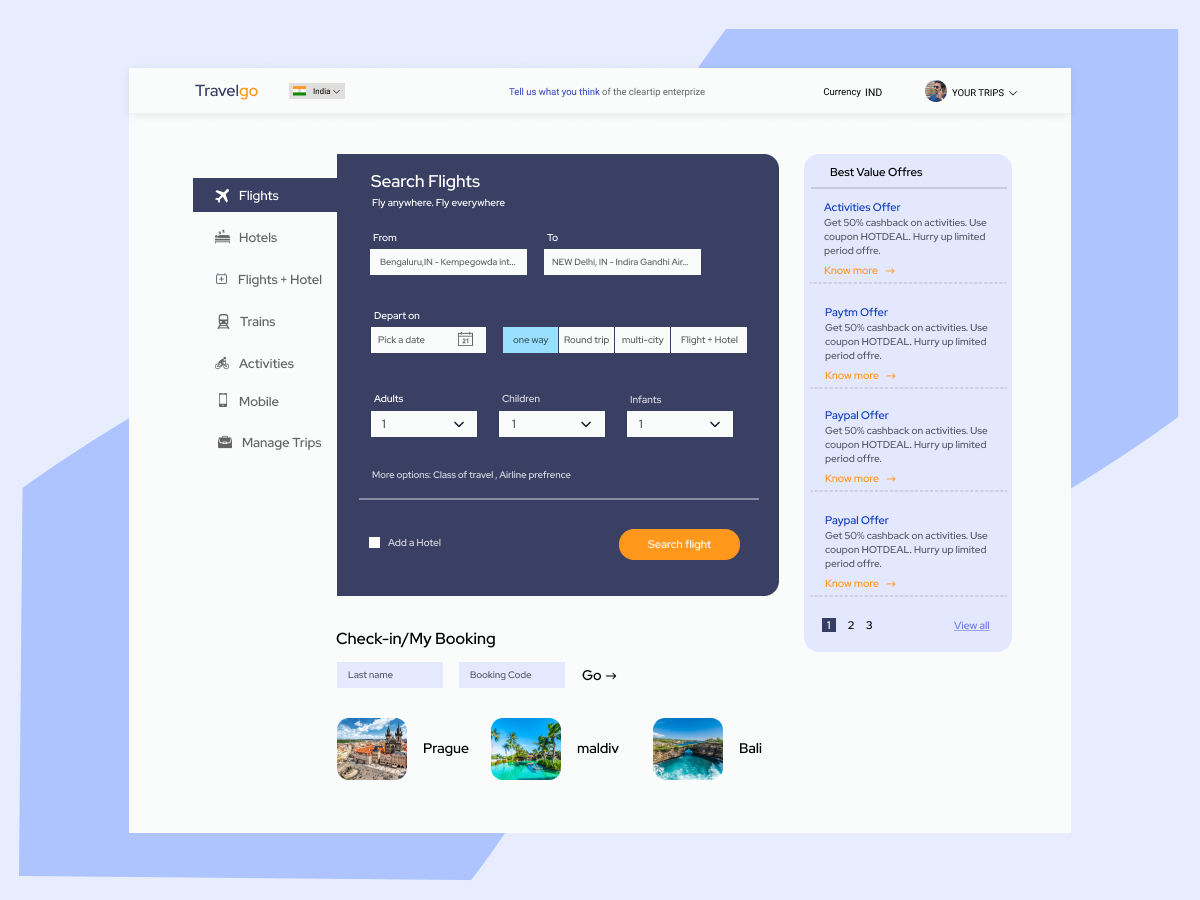 Travelgo
India
Tell us what you think of the cleartip enterprize
Currency IND
YOUR TRIPS
Flights
Hotels
Flights + Hotel
Trains
Activities
Mobile
Manage Trips
Search Flights
Fly anywhere. Fly everywhere
From
To
Bengaluru,IN - Kempegowda int...
NEW Delhi, IN - Indira Gandhi Air...
Depart on
Pick a date
21
one way
Round trip
multi-city
Flight + Hotel
Adults
Children
Infants
1
1
1
More options: Class of travel , Airline prefrence
Add a Hotel
Search flight
Best Value Offres
Activities Offer
Get 50% cashback on activities. Use
coupon HOTDEAL. Hurry up limited
period offre.
Know more →
Paytm Offer
Get 50% cashback on activities. Use
coupon HOTDEAL. Hurry up limited
period offre.
Know more →
Paypal Offer
Get 50% cashback on activities. Use
coupon HOTDEAL. Hurry up limited
period offre.
Know more →
Paypal Offer
Get 50% cashback on activities. Use
coupon HOTDEAL. Hurry up limited
period offre.
Know more →
1 2 3
View all
Check-in/My Booking
Last name
Booking Code
Go →
Prague
maldiv
Bali